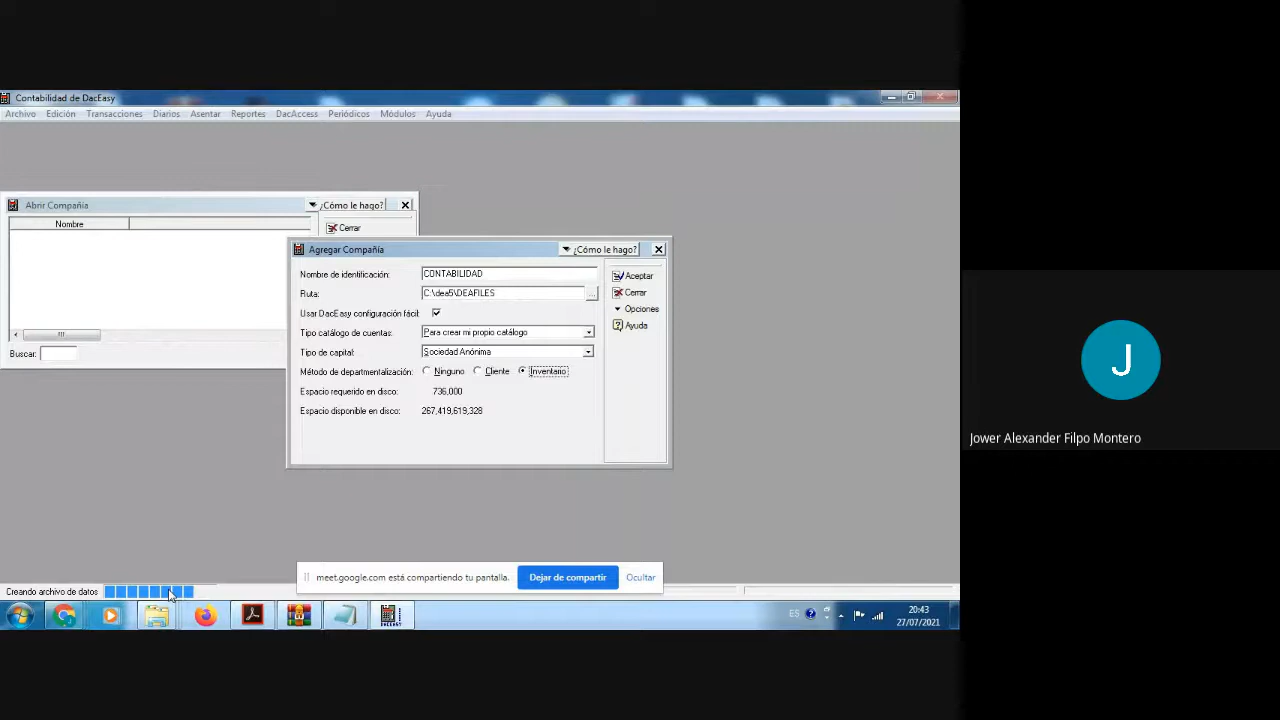 Contabilidad de DacEasy
Archivo Edición Transacciones Diarios Asentar Reportes DacAccess Periódicos Módulos Ayuda
Abrir Compañía ¿Cómo le hago?
Nombre
Cerrar
Buscar:
Agregar Compañía ¿Cómo le hago?
Nombre de identificación: CONTABILIDAD
Aceptar
Ruta: C:\dea5\DEAFILES ...
Cerrar
Usar DacEasy configuración fácil
Opciones
Tipo catálogo de cuentas: Para crear mi propio catálogo
Ayuda
Tipo de capital: Sociedad Anónima
Método de departmentalización: Ninguno Cliente Inventario
Espacio requerido en disco: 736,000
Espacio disponible en disco: 267,419,619,328
J
Jower Alexander Filpo Montero
meet.google.com está compartiendo tu pantalla. Dejar de compartir Ocultar
Creando archivo de datos
DACEASY
ES
20:43
27/07/2021